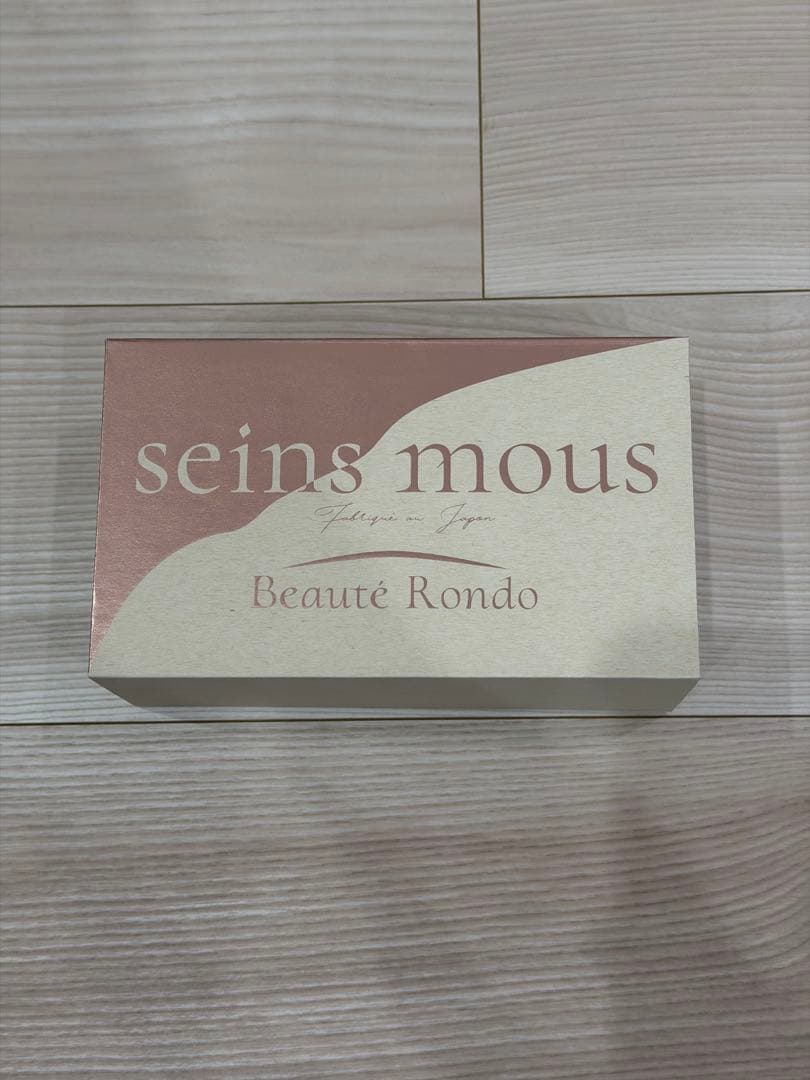 seins mous
Fabriqué au Japon
Beauté Rondo